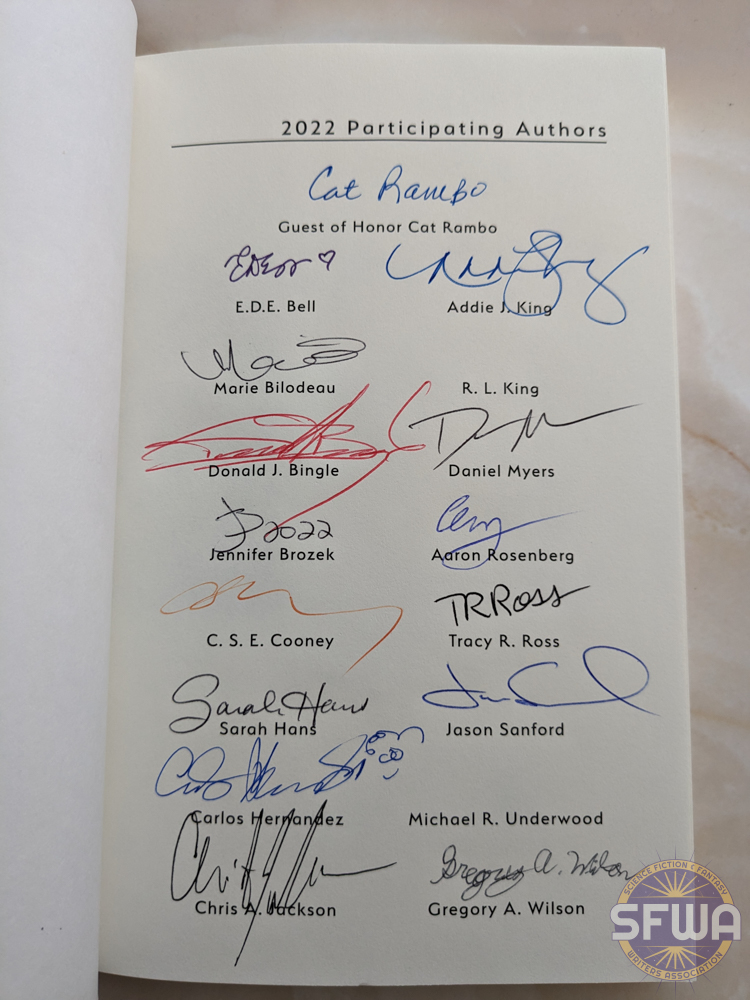 2022 Participating Authors
Cat Rambo
Guest of Honor Cat Rambo
E.D.E. Bell
Addie J. King
Marie Bilodeau
R. L. King
Donald J. Bingle
Daniel Myers
2022
Jennifer Brozek
Aaron Rosenberg
TRRoss
C. S. E. Cooney
Tracy R. Ross
Sarah Hans
Sarah Hans
Jason Sanford
Carlos Hernandez
Michael R. Underwood
Gregory A. Wilson
Chris A. Jackson
Gregory A. Wilson
SCIENCE FICTION & FANTASY
SFWA
WRITERS ASSOCIATION